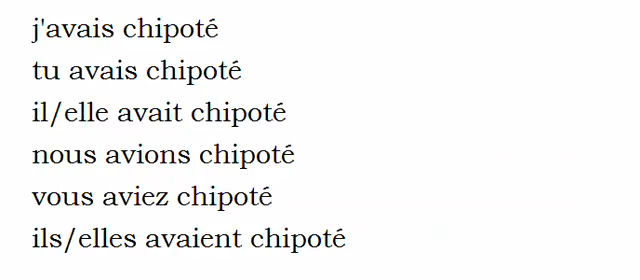 j'avais chipoté
tu avais chipoté
il/elle avait chipoté
nous avions chipoté
vous aviez chipoté
ils/elles avaient chipoté